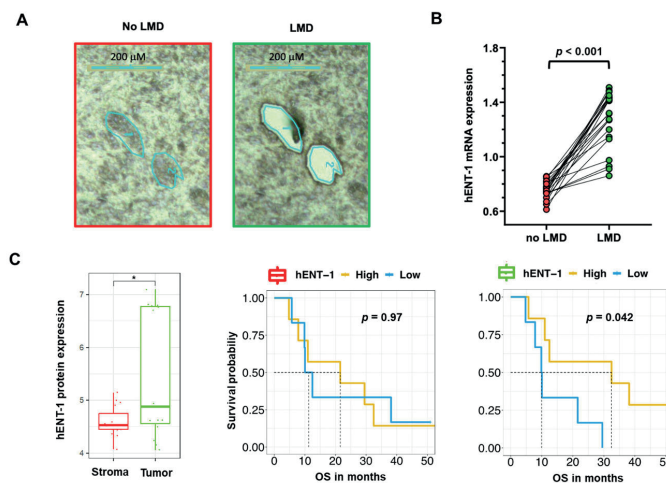 A
No LMD
LMD
200 µM
200 µM
1
2
2
B
p < 0.001
hENT-1 mRNA expression
1.8
1.4
1.0
0.6
no LMD
LMD
C
hENT-1 protein expression
7
6
5
4
*
Stroma
Tumor
hENT-1 High Low
Survival probability
1.00
0.75
0.50
0.25
0.00
p = 0.97
0 10 20 30 40 50
OS in months
hENT-1 High Low
1.00
0.75
0.50
0.25
0.00
p = 0.042
0 10 20 30 40 50
OS in months